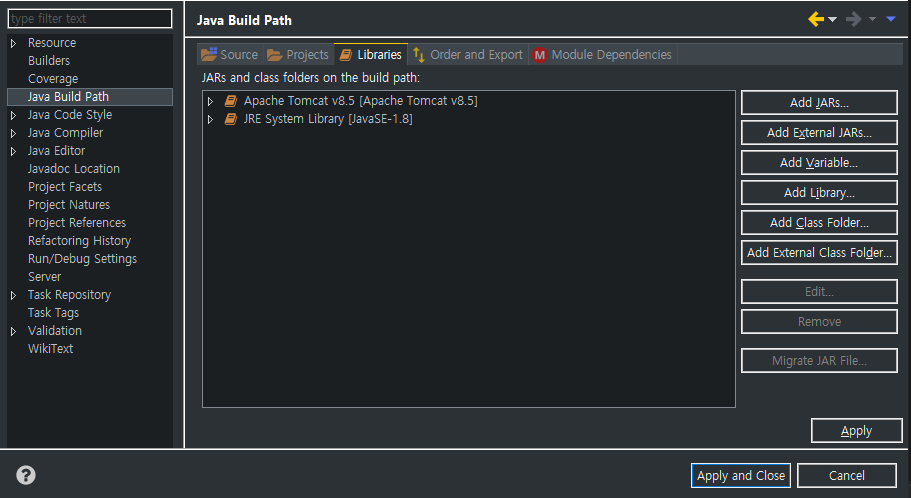 type filter text
Resource
Builders
Coverage
Java Build Path
Java Code Style
Java Compiler
Java Editor
Javadoc Location
Project Facets
Project Natures
Project References
Refactoring History
Run/Debug Settings
Server
Task Repository
Task Tags
Validation
WikiText
Java Build Path
Source Projects Libraries Order and Export M Module Dependencies
JARs and class folders on the build path:
Apache Tomcat v8.5 [Apache Tomcat v8.5]
JRE System Library [JavaSE-1.8]
Add JARs...
Add External JARs...
Add Variable...
Add Library...
Add Class Folder...
Add External Class Folder...
Edit...
Remove
Migrate JAR File...
Apply
? Apply and Close Cancel